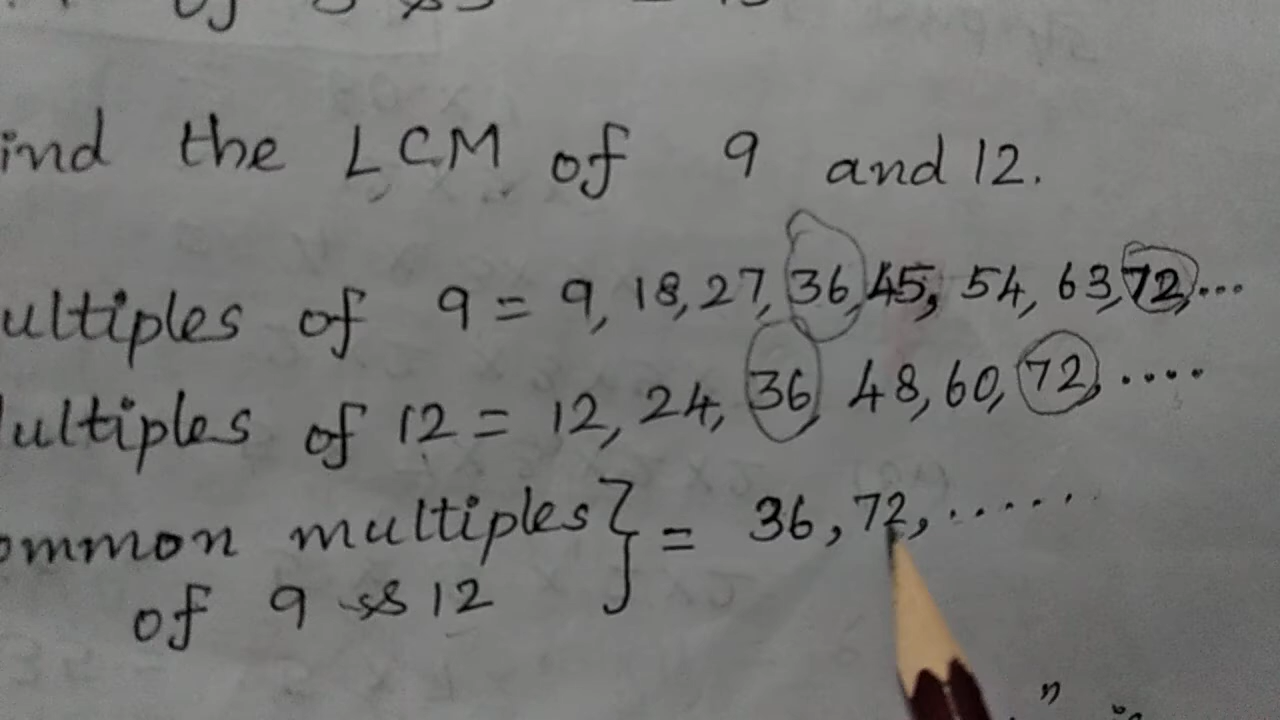 ind the LCM of 9 and 12.
ultiples of 9 = 9, 18, 27, 36, 45, 54, 63, 72, ...
ultiples of 12 = 12, 24, 36, 48, 60, 72, ....
ommon multiples } = 36, 72, ......
of 9 & 12